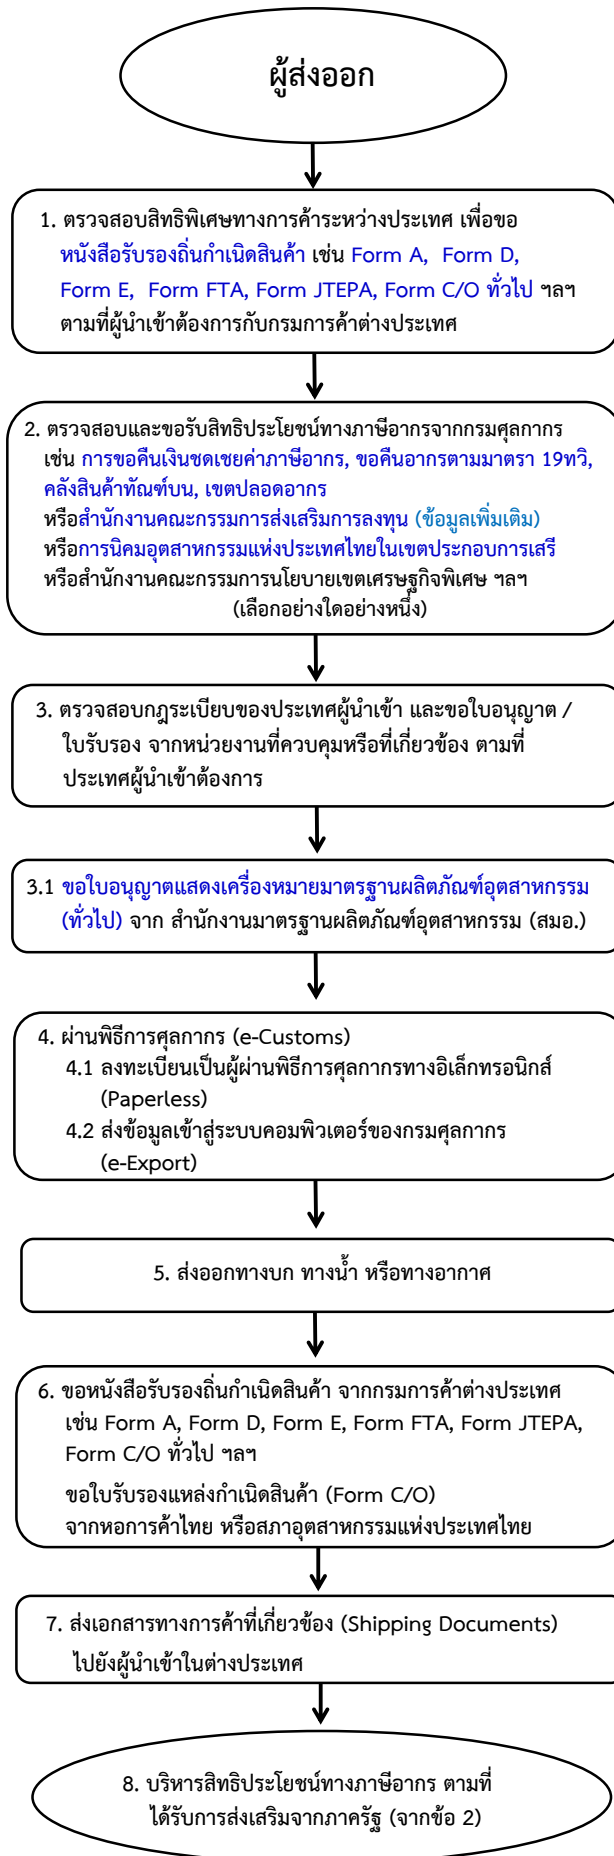 ผู้ส่งออก
1. ตรวจสอบสิทธิพิเศษทางการค้าระหว่างประเทศ เพื่อขอ
หนังสือรับรองถิ่นกำเนิดสินค้า เช่น Form A, Form D,
Form E, Form FTA, Form JTEPA, Form C/O ทั่วไป ฯลฯ
ตามที่ผู้นำเข้าต้องการกับกรมการค้าต่างประเทศ
2. ตรวจสอบและขอรับสิทธิประโยชน์ทางภาษีอากรจากกรมศุลกากร
เช่น การขอคืนเงินชดเชยค่าภาษีอากร, ขอคืนอากรตามมาตรา 19ทวิ,
คลังสินค้าทัณฑ์บน, เขตปลอดอากร
หรือสำนักงานคณะกรรมการส่งเสริมการลงทุน (ข้อมูลเพิ่มเติม)
หรือการนิคมอุตสาหกรรมแห่งประเทศไทยในเขตประกอบการเสรี
หรือสำนักงานคณะกรรมการนโยบายเขตเศรษฐกิจพิเศษ ฯลฯ
(เลือกอย่างใดอย่างหนึ่ง)
3. ตรวจสอบกฎระเบียบของประเทศผู้นำเข้า และขอใบอนุญาต /
ใบรับรอง จากหน่วยงานที่ควบคุมหรือที่เกี่ยวข้อง ตามที่
ประเทศผู้นำเข้าต้องการ
3.1 ขอใบอนุญาตแสดงเครื่องหมายมาตรฐานผลิตภัณฑ์อุตสาหกรรม
(ทั่วไป) จาก สำนักงานมาตรฐานผลิตภัณฑ์อุตสาหกรรม (สมอ.)
4. ผ่านพิธีการศุลกากร (e-Customs)
4.1 ลงทะเบียนเป็นผู้ผ่านพิธีการศุลกากรทางอิเล็กทรอนิกส์
(Paperless)
4.2 ส่งข้อมูลเข้าสู่ระบบคอมพิวเตอร์ของกรมศุลกากร
(e-Export)
5. ส่งออกทางบก ทางน้ำ หรือทางอากาศ
6. ขอหนังสือรับรองถิ่นกำเนิดสินค้า จากกรมการค้าต่างประเทศ
เช่น Form A, Form D, Form E, Form FTA, Form JTEPA,
Form C/O ทั่วไป ฯลฯ
ขอใบรับรองแหล่งกำเนิดสินค้า (Form C/O)
จากหอการค้าไทย หรือสภาอุตสาหกรรมแห่งประเทศไทย
7. ส่งเอกสารทางการค้าที่เกี่ยวข้อง (Shipping Documents)
ไปยังผู้นำเข้าในต่างประเทศ
8. บริหารสิทธิประโยชน์ทางภาษีอากร ตามที่
ได้รับการส่งเสริมจากภาครัฐ (จากข้อ 2)